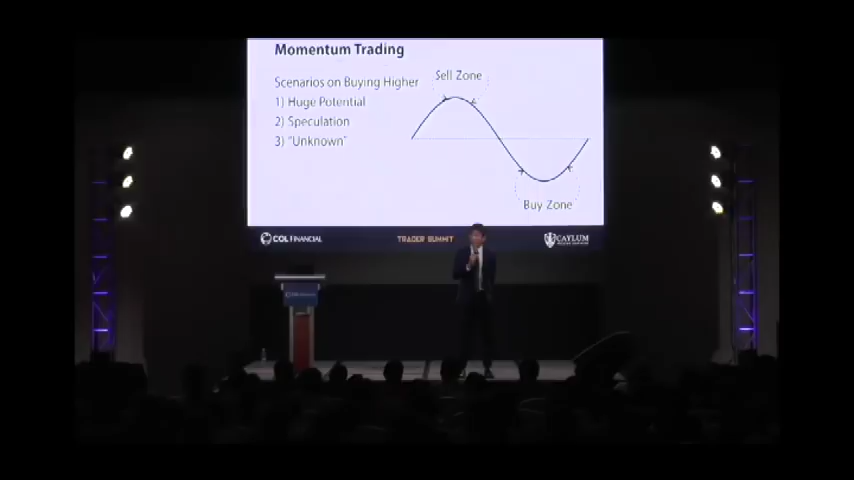 Momentum Trading
Scenarios on Buying Higher
1) Huge Potential
2) Speculation
3) "Unknown"
Sell Zone
Buy Zone
COL FINANCIAL
TRADER SUMMIT
CAYLUM